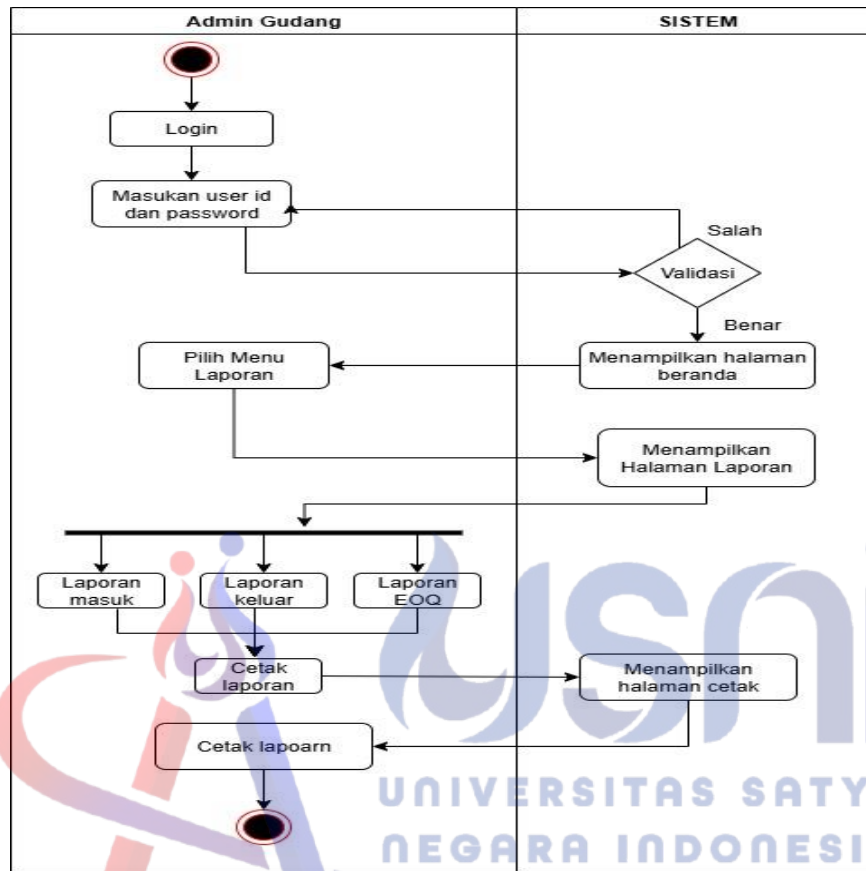 Admin Gudang
SISTEM
Login
Masukan user id
dan password
Salah
Validasi
Benar
Pilih Menu
Laporan
Menampilkan halaman
beranda
Menampilkan
Halaman Laporan
Laporan
masuk
Laporan
keluar
Laporan
EOQ
Cetak
laporan
Menampilkan
halaman cetak
Cetak lapoarn
usni
UNIVERSITAS SATY
NEGARA INDONESI